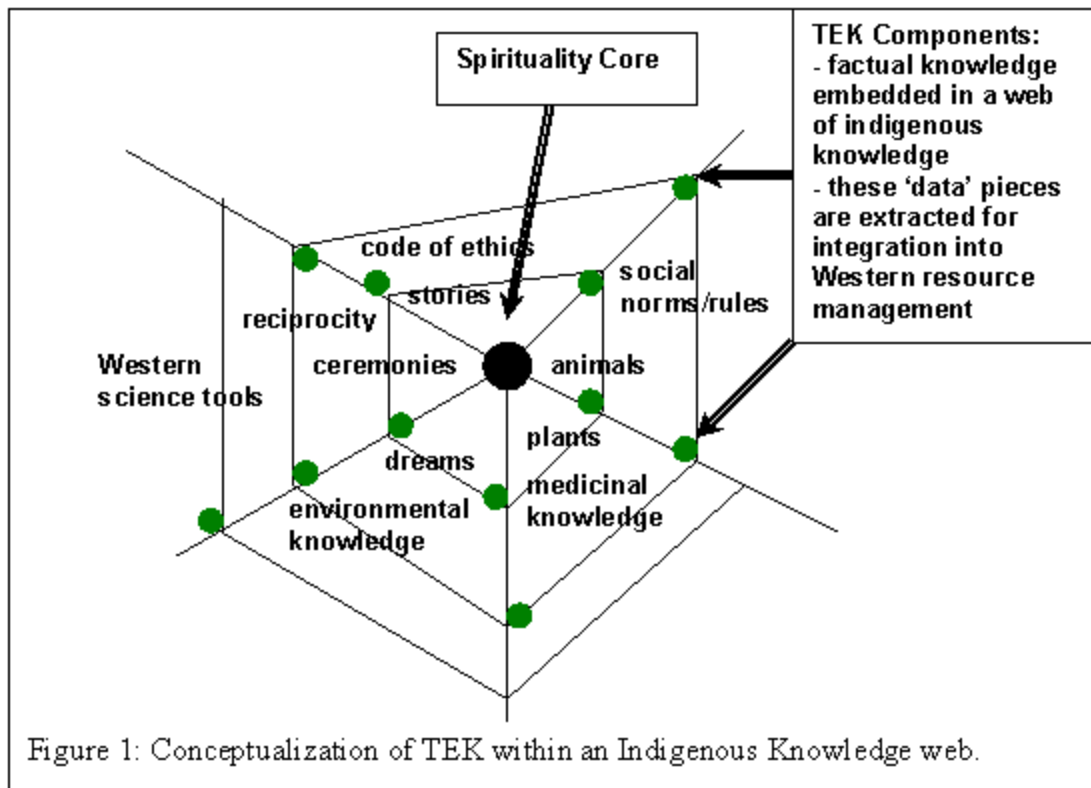 Spirituality Core
TEK Components:
- factual knowledge
embedded in a web
of indigenous
knowledge
- these ‘data’ pieces
are extracted for
integration into
Western resource
management
code of ethics
stories
social
norms/rules
reciprocity
ceremonies
animals
Western
science tools
plants
dreams
medicinal
knowledge
environmental
knowledge
Figure 1: Conceptualization of TEK within an Indigenous Knowledge web.